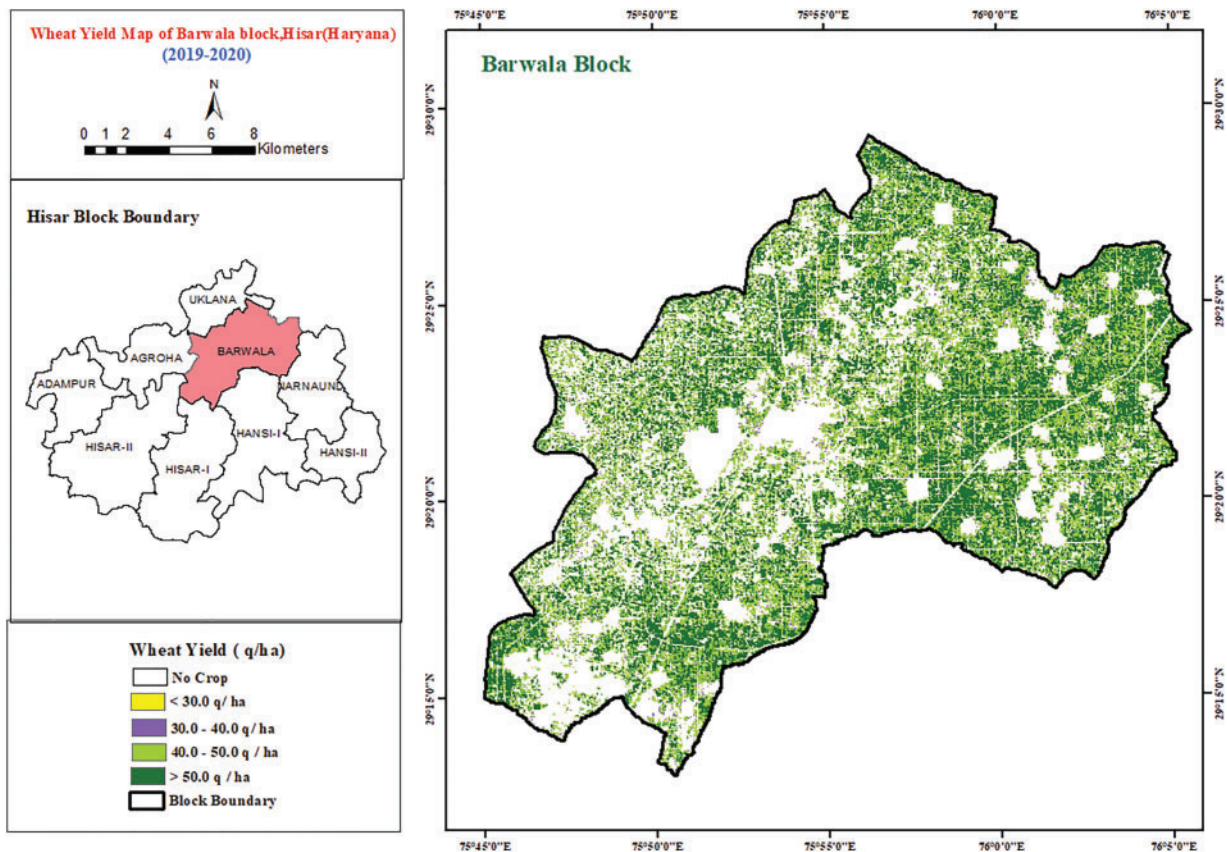 Wheat Yield Map of Barwala block,Hisar(Haryana)
(2019-2020)
N
0 1 2 4 6 8
Kilometers
Hisar Block Boundary
UKLANA
BARWALA
AGROHA
ADAMPUR
NARNAUND
HANSI-I
HISAR-II
HANSI-II
HISAR-I
Wheat Yield ( q/ha)
No Crop
< 30.0 q/ ha
30.0 - 40.0 q/ ha
40.0 - 50.0 q/ ha
> 50.0 q / ha
Block Boundary
75°45'0"E 75°50'0"E 75°55'0"E 76°0'0"E 76°5'0"E
Barwala Block
29°30'0"N
29°25'0"N
29°20'0"N
29°15'0"N
29°30'0"N
29°25'0"N
29°20'0"N
29°15'0"N
75°45'0"E 75°50'0"E 75°55'0"E 76°0'0"E 76°5'0"E